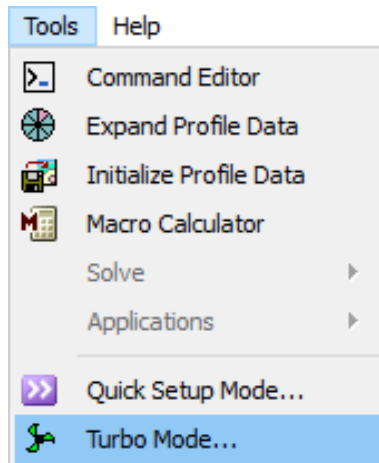 Tools Help
Command Editor
Expand Profile Data
Initialize Profile Data
Macro Calculator
Solve
Applications
Quick Setup Mode...
Turbo Mode...